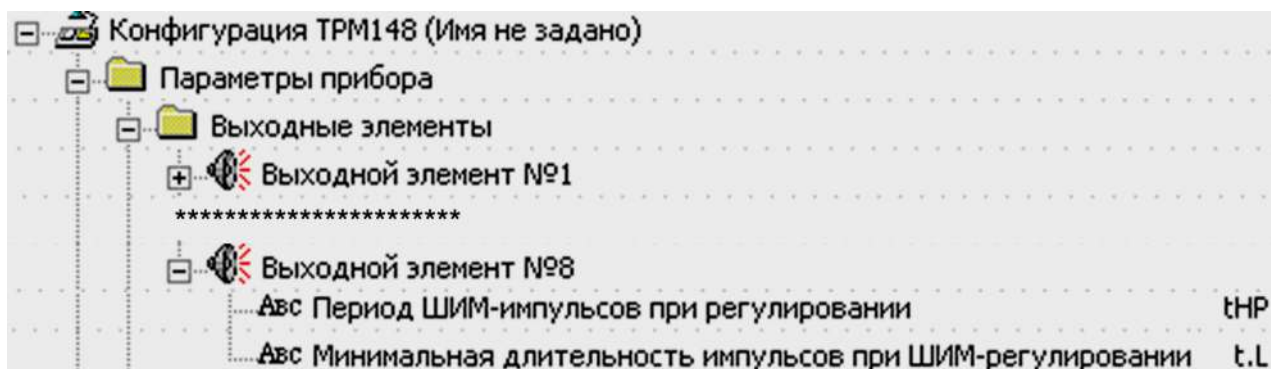 Конфигурация ТРМ148 (Имя не задано)
Параметры прибора
Выходные элементы
Выходной элемент №1
***********************
Выходной элемент №8
Авс Период ШИМ-импульсов при регулировании tHP
Авс Минимальная длительность импульсов при ШИМ-регулировании t.L